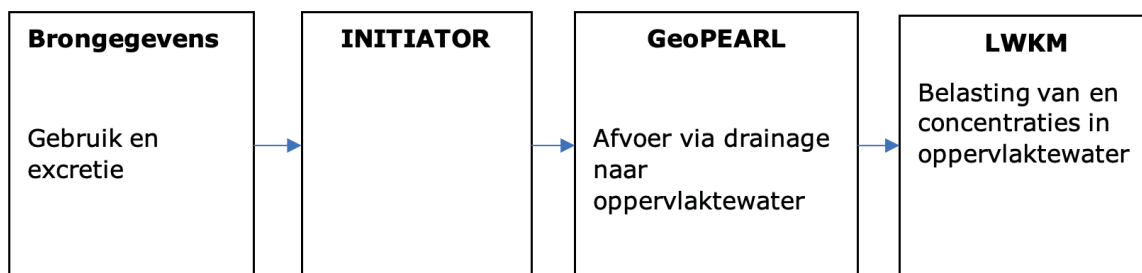 Brongegevens
Gebruik en
excretie
INITIATOR
GeoPEARL
Afvoer via drainage
naar
oppervlaktewater
LWKM
Belasting van en
concentraties in
oppervlaktewater